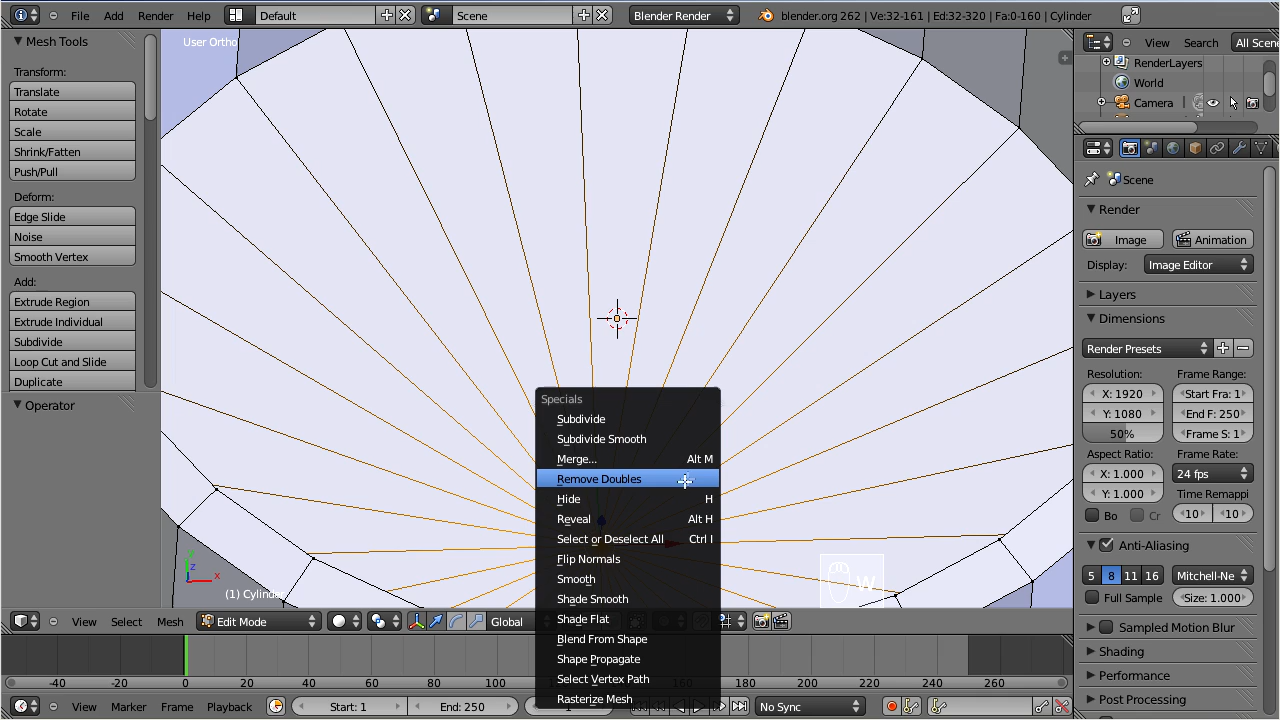 File Add Render Help Default Scene Blender Render blender.org 262 | Ve:32-161 | Ed:32-320 | Fa:0-160 | Cylinder
Mesh Tools
Transform:
Translate
Rotate
Scale
Shrink/Fatten
Push/Pull
Deform:
Edge Slide
Noise
Smooth Vertex
Add:
Extrude Region
Extrude Individual
Subdivide
Loop Cut and Slide
Duplicate
Operator
User Ortho
Specials
Subdivide
Subdivide Smooth
Merge... Alt M
Remove Doubles
Hide H
Reveal Alt H
Select or Deselect All Ctrl I
Flip Normals
Smooth
Shade Smooth
Shade Flat
Blend From Shape
Shape Propagate
Select Vertex Path
Rasterize Mesh
W
y
z
x
(1) Cylinde
View Select Mesh Edit Mode Global
-40 -20 0 20 40 60 80 100 160 180 200 220 240 260
View Marker Frame Playback Start: 1 End: 250 No Sync
View Search All Scene
RenderLayers
World
Camera
Scene
Render
Image Animation
Display: Image Editor
Layers
Dimensions
Render Presets
Resolution: Frame Range:
X: 1920 Start Fra: 1
Y: 1080 End F: 250
50% Frame S: 1
Aspect Ratio: Frame Rate:
X: 1.000 24 fps
Y: 1.000 Time Remappi
Bo Cr 10 10
Anti-Aliasing
5 8 11 16 Mitchell-Ne
Full Sample Size: 1.000
Sampled Motion Blur
Shading
Performance
Post Processing